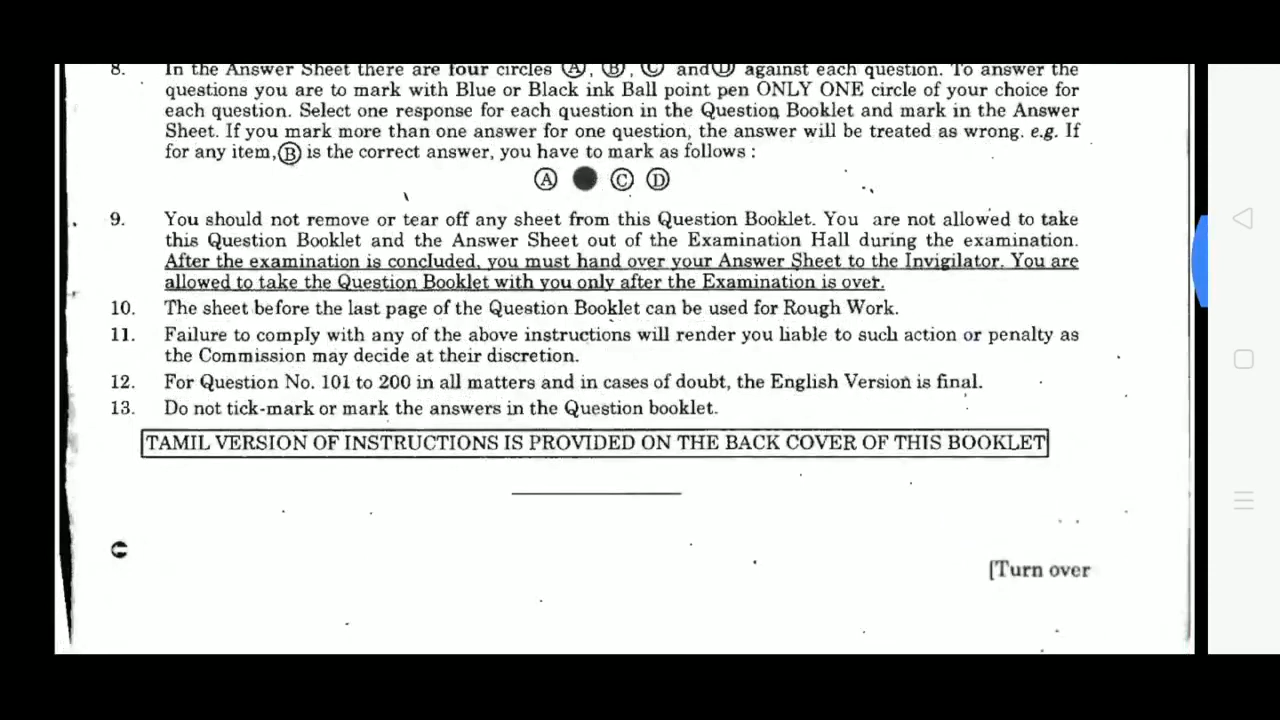 8. In the Answer Sheet there are four circles Ⓐ, Ⓑ, Ⓒ and Ⓓ against each question. To answer the
questions you are to mark with Blue or Black ink Ball point pen ONLY ONE circle of your choice for
each question. Select one response for each question in the Question Booklet and mark in the Answer
Sheet. If you mark more than one answer for one question, the answer will be treated as wrong. e.g. If
for any item, Ⓑ is the correct answer, you have to mark as follows :
Ⓐ ● Ⓒ Ⓓ
9. You should not remove or tear off any sheet from this Question Booklet. You are not allowed to take
this Question Booklet and the Answer Sheet out of the Examination Hall during the examination.
After the examination is concluded, you must hand over your Answer Sheet to the Invigilator. You are
allowed to take the Question Booklet with you only after the Examination is over.
10. The sheet before the last page of the Question Booklet can be used for Rough Work.
11. Failure to comply with any of the above instructions will render you liable to such action or penalty as
the Commission may decide at their discretion.
12. For Question No. 101 to 200 in all matters and in cases of doubt, the English Version is final.
13. Do not tick-mark or mark the answers in the Question booklet.
TAMIL VERSION OF INSTRUCTIONS IS PROVIDED ON THE BACK COVER OF THIS BOOKLET
[Turn over